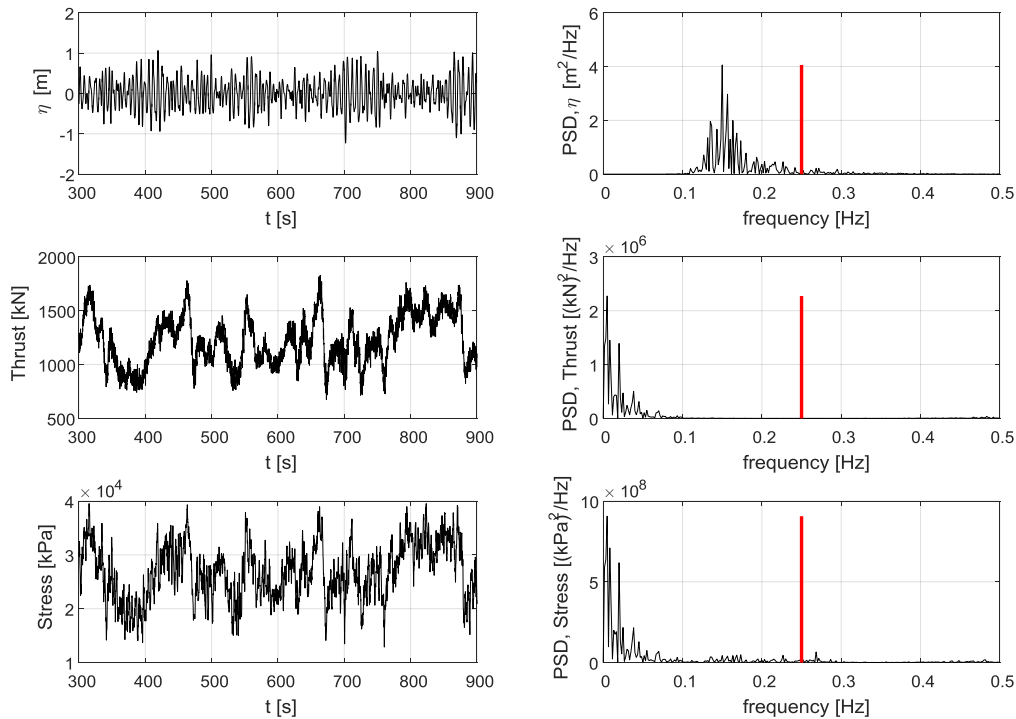 2
1
0
-1
-2
η [m]
300 400 500 600 700 800 900
t [s]
6
4
2
0
PSD, η [m²/Hz]
0 0.1 0.2 0.3 0.4 0.5
frequency [Hz]
2000
1500
1000
500
Thrust [kN]
300 400 500 600 700 800 900
t [s]
× 10⁶
3
2
1
0
PSD, Thrust [(kN)²/Hz]
0 0.1 0.2 0.3 0.4 0.5
frequency [Hz]
× 10⁴
4
3
2
1
Stress [kPa]
300 400 500 600 700 800 900
t [s]
× 10⁸
10
5
0
PSD, Stress [(kPa)²/Hz]
0 0.1 0.2 0.3 0.4 0.5
frequency [Hz]